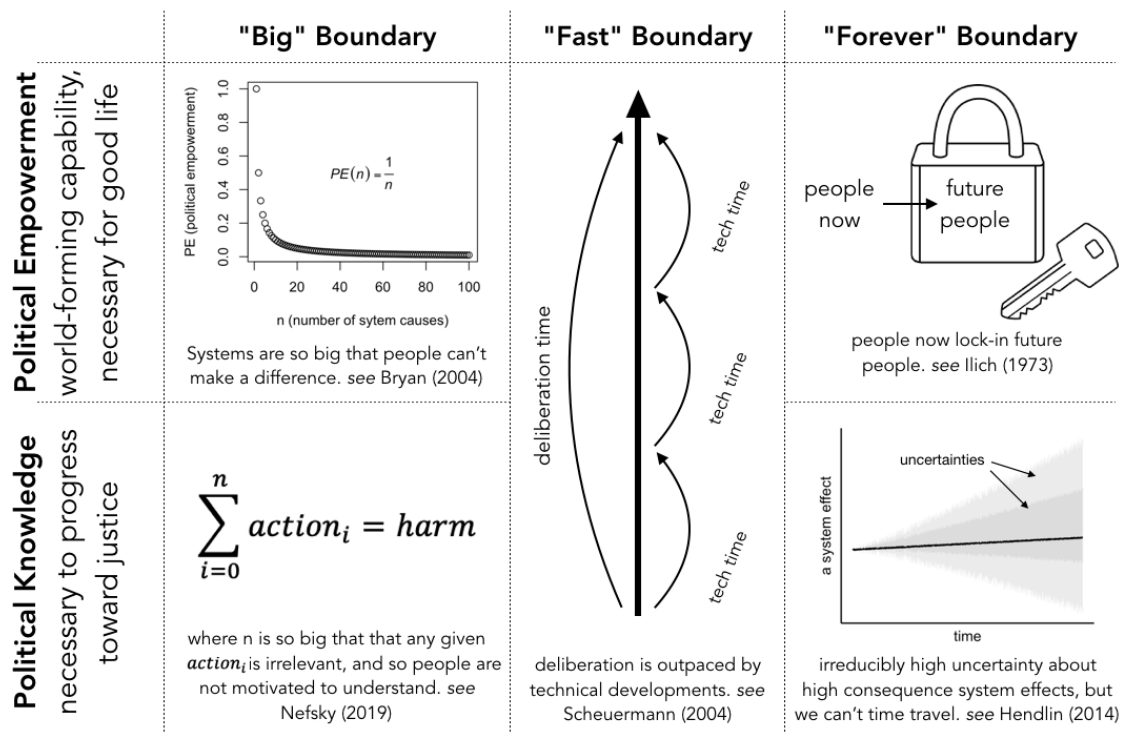 "Big" Boundary
"Fast" Boundary
"Forever" Boundary
Political Empowerment
world-forming capability,
necessary for good life
PE (political empowerment)
1.0
0.8
0.6
0.4
0.2
0.0
PE(n) = 1/n
0 20 40 60 80 100
n (number of sytem causes)
Systems are so big that people can't
make a difference. see Bryan (2004)
deliberation time
tech time
tech time
tech time
deliberation is outpaced by
technical developments. see
Scheuermann (2004)
people
now
future
people
people now lock-in future
people. see Ilich (1973)
Political Knowledge
necessary to progress
toward justice
n
∑ actionᵢ = harm
i=0
where n is so big that that any given
actionᵢ is irrelevant, and so people are
not motivated to understand. see
Nefsky (2019)
uncertainties
a system effect
time
irreducibly high uncertainty about
high consequence system effects, but
we can't time travel. see Hendlin (2014)